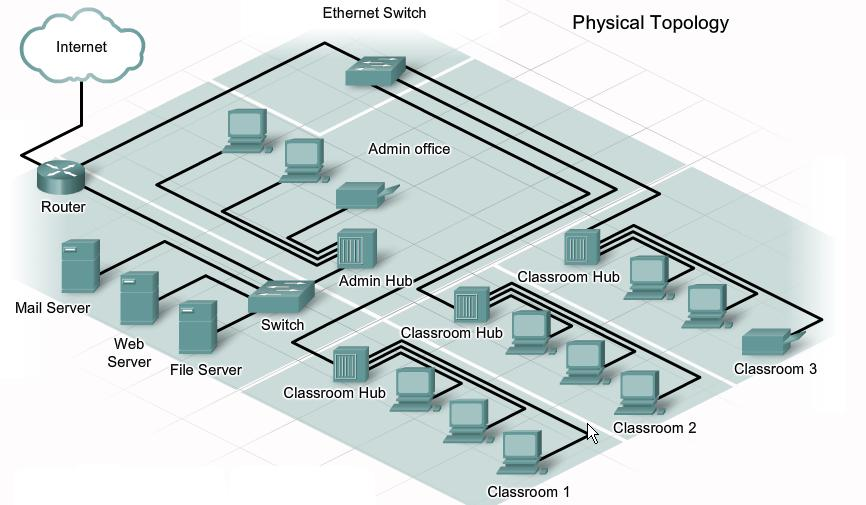 Ethernet Switch
Physical Topology
Internet
Admin office
Router
Classroom Hub
Admin Hub
Mail Server
Switch
Classroom Hub
Web
Server
File Server
Classroom 3
Classroom Hub
Classroom 2
Classroom 1